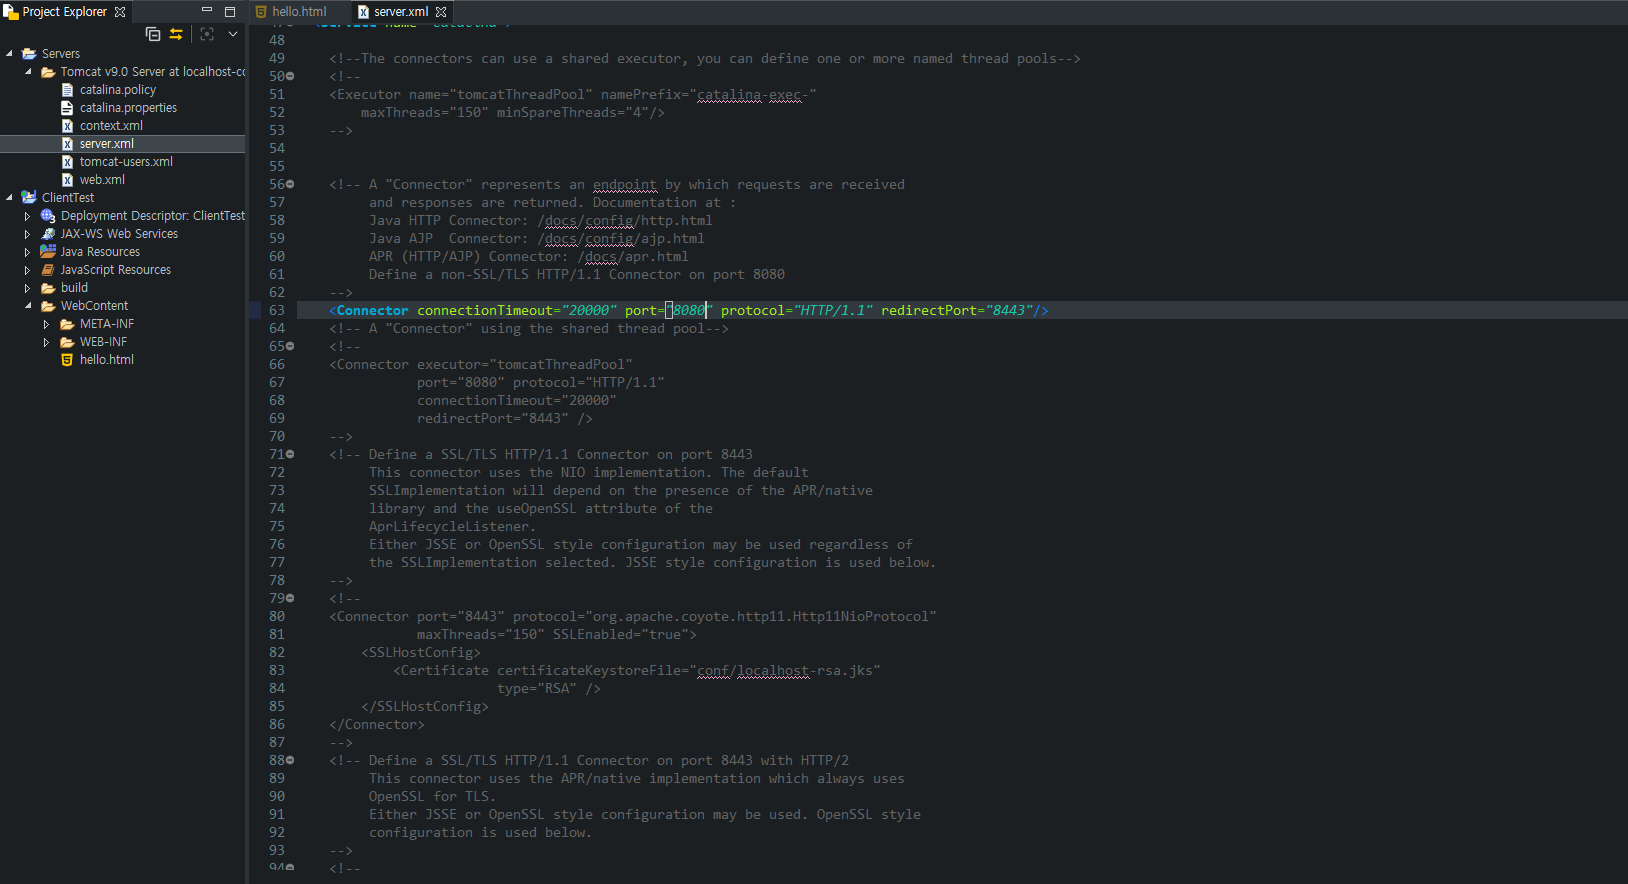 Project Explorer
Servers
Tomcat v9.0 Server at localhost-co
catalina.policy
catalina.properties
context.xml
server.xml
tomcat-users.xml
web.xml
ClientTest
Deployment Descriptor: ClientTest
JAX-WS Web Services
Java Resources
JavaScript Resources
build
WebContent
META-INF
WEB-INF
hello.html
hello.html
server.xml
48
49 <!--The connectors can use a shared executor, you can define one or more named thread pools-->
50 <!--
51 <Executor name="tomcatThreadPool" namePrefix="catalina-exec-"
52 maxThreads="150" minSpareThreads="4"/>
53 -->
54
55
56 <!-- A "Connector" represents an endpoint by which requests are received
57 and responses are returned. Documentation at :
58 Java HTTP Connector: /docs/config/http.html
59 Java AJP  Connector: /docs/config/ajp.html
60 APR (HTTP/AJP) Connector: /docs/apr.html
61 Define a non-SSL/TLS HTTP/1.1 Connector on port 8080
62 -->
63 <Connector connectionTimeout="20000" port="8080" protocol="HTTP/1.1" redirectPort="8443"/>
64 <!-- A "Connector" using the shared thread pool-->
65 <!--
66 <Connector executor="tomcatThreadPool"
67 port="8080" protocol="HTTP/1.1"
68 connectionTimeout="20000"
69 redirectPort="8443" />
70 -->
71 <!-- Define a SSL/TLS HTTP/1.1 Connector on port 8443
72 This connector uses the NIO implementation. The default
73 SSLImplementation will depend on the presence of the APR/native
74 library and the useOpenSSL attribute of the
75 AprLifecycleListener.
76 Either JSSE or OpenSSL style configuration may be used regardless of
77 the SSLImplementation selected. JSSE style configuration is used below.
78 -->
79 <!--
80 <Connector port="8443" protocol="org.apache.coyote.http11.Http11NioProtocol"
81 maxThreads="150" SSLEnabled="true">
82 <SSLHostConfig>
83 <Certificate certificateKeystoreFile="conf/localhost-rsa.jks"
84 type="RSA" />
85 </SSLHostConfig>
86 </Connector>
87 -->
88 <!-- Define a SSL/TLS HTTP/1.1 Connector on port 8443 with HTTP/2
89 This connector uses the APR/native implementation which always uses
90 OpenSSL for TLS.
91 Either JSSE or OpenSSL style configuration may be used. OpenSSL style
92 configuration is used below.
93 -->
94 <!--